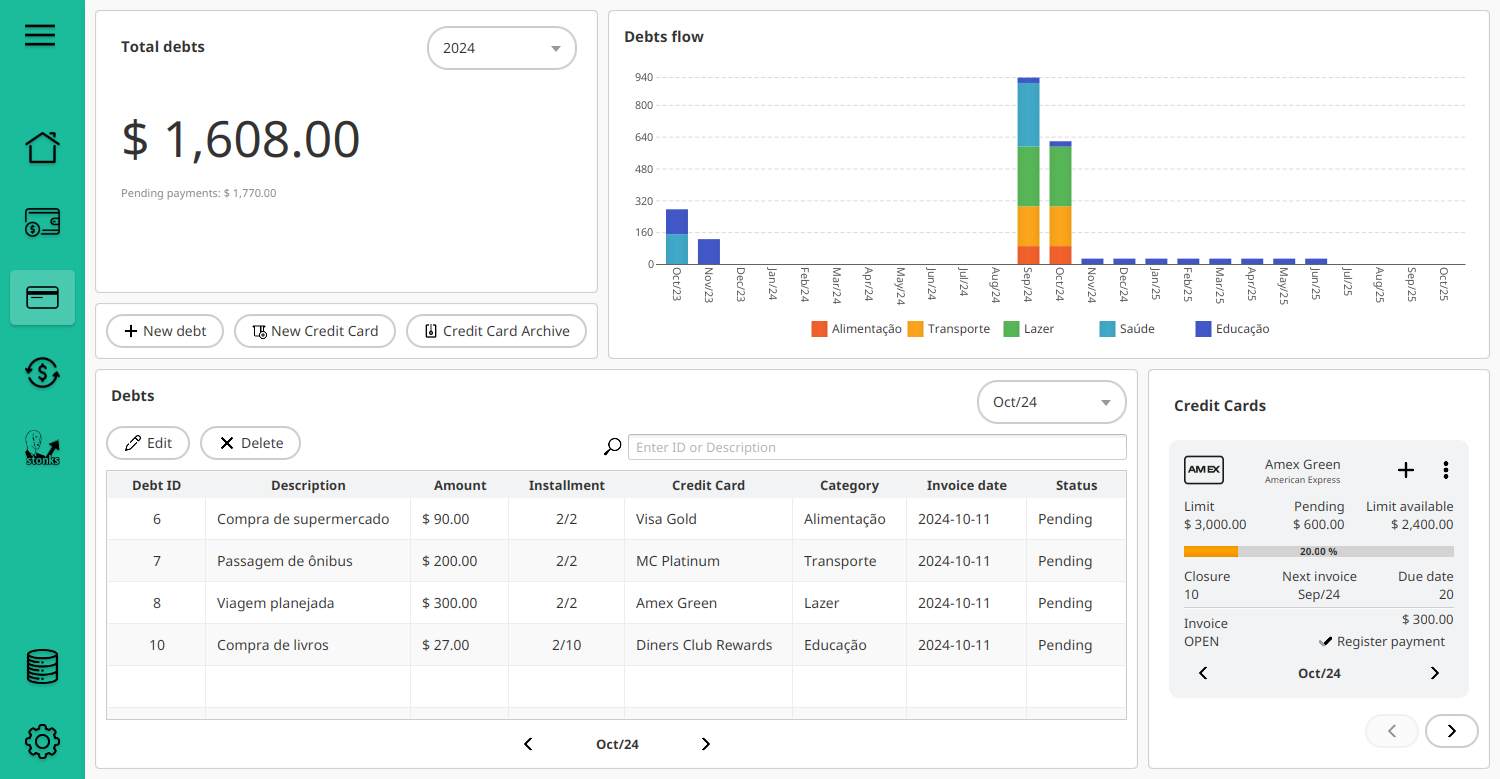 Total debts
2024
$ 1,608.00
Pending payments: $ 1,770.00
New debt
New Credit Card
Credit Card Archive
Debts flow
940
800
640
480
320
160
0
Oct/23
Nov/23
Dec/23
Jan/24
Feb/24
Mar/24
Apr/24
May/24
Jun/24
Jul/24
Aug/24
Sep/24
Oct/24
Nov/24
Dec/24
Jan/25
Feb/25
Mar/25
Apr/25
May/25
Jun/25
Jul/25
Aug/25
Sep/25
Oct/25
Alimentação Transporte Lazer Saúde Educação
stonks
Debts
Oct/24
Edit
Delete
Enter ID or Description
Debt ID Description Amount Installment Credit Card Category Invoice date Status
6 Compra de supermercado $ 90.00 2/2 Visa Gold Alimentação 2024-10-11 Pending
7 Passagem de ônibus $ 200.00 2/2 MC Platinum Transporte 2024-10-11 Pending
8 Viagem planejada $ 300.00 2/2 Amex Green Lazer 2024-10-11 Pending
10 Compra de livros $ 27.00 2/10 Diners Club Rewards Educação 2024-10-11 Pending
Oct/24
Credit Cards
AMEX
Amex Green
American Express
Limit Pending Limit available
$ 3,000.00 $ 600.00 $ 2,400.00
20.00 %
Closure Next invoice Due date
10 Sep/24 20
Invoice $ 300.00
OPEN Register payment
Oct/24